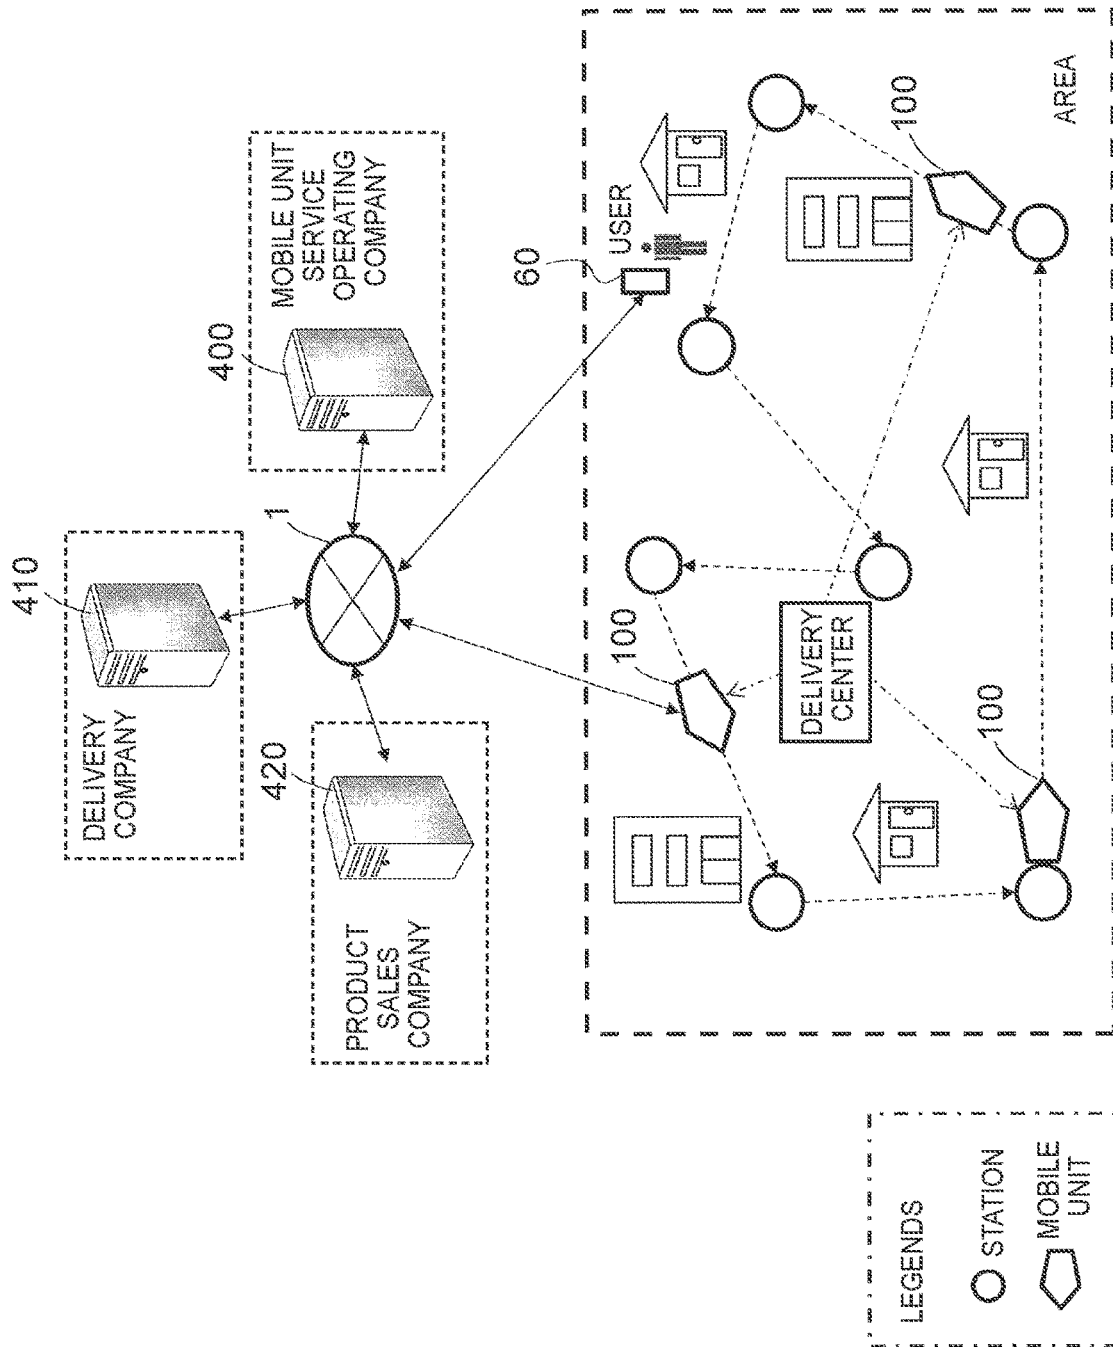 410
DELIVERY
COMPANY
400
MOBILE UNIT
SERVICE
OPERATING
COMPANY
420
PRODUCT
SALES
COMPANY
1
60
USER
100
DELIVERY
CENTER
100
100
AREA
LEGENDS
STATION
MOBILE
UNIT